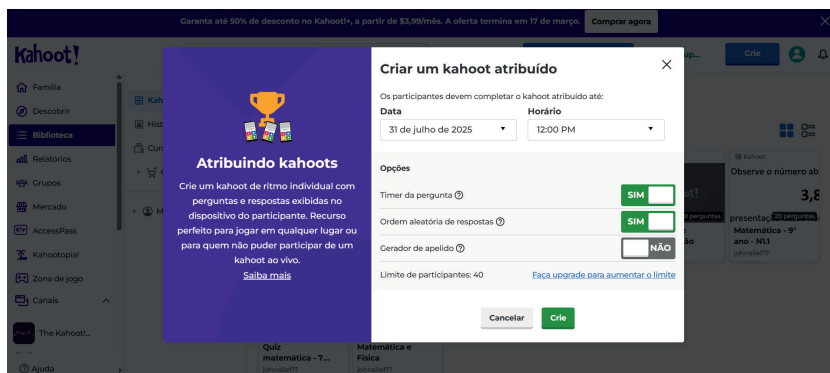 Garanta até 50% de desconto no Kahoot!+, a partir de $3,99/mês. A oferta termina em 17 de março.
Comprar agora
Kahoot!
Crie
Família
Descobrir
Biblioteca
Relatórios
Grupos
Mercado
AccessPass
Kahootopia!
Zona de jogo
Canais
The Kahoot!...
Ajuda
Kah
Hist
Cur
Atribuindo kahoots
Crie um kahoot de ritmo individual com
perguntas e respostas exibidas no
dispositivo do participante. Recurso
perfeito para jogar em qualquer lugar ou
para quem não puder participar de um
kahoot ao vivo.
Saiba mais
Criar um kahoot atribuído
Os participantes devem completar o kahoot atribuído até:
Data
Horário
31 de julho de 2025
12:00 PM
Opções
Timer da pergunta
SIM
Ordem aleatória de respostas
SIM
Gerador de apelido
NÃO
Limite de participantes: 40
Faça upgrade para aumentar o limite
Cancelar
Crie
Kahoot
Observe o número ab
3,8
20 perguntas
Matemática - 9º
ano - N1.1
johnallef17
Quiz
matemática - 7...
johnallef17
Matemática e
Física
johnallef17